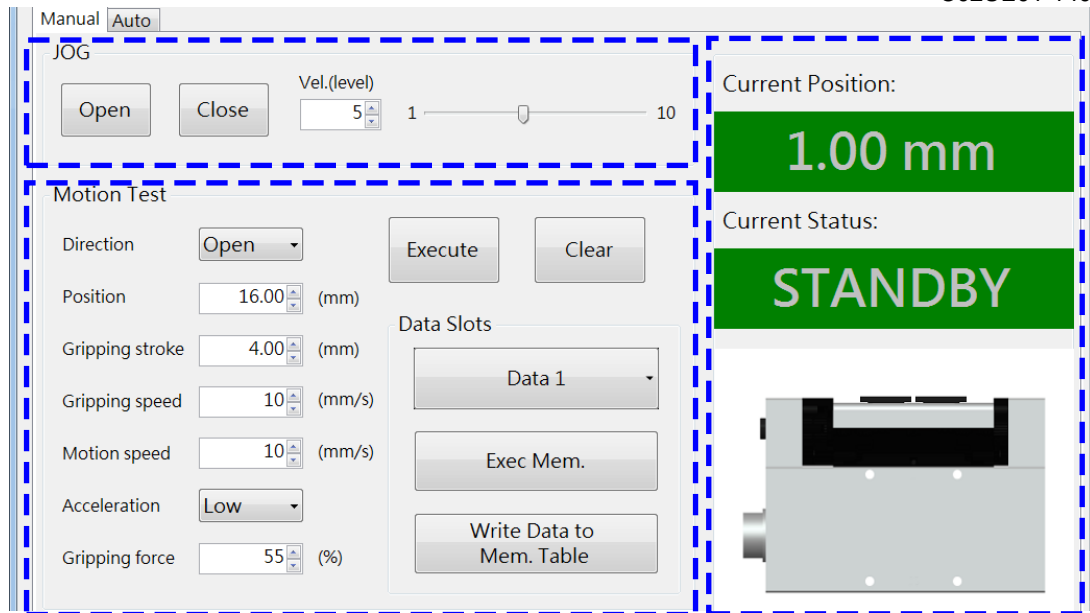 Manual Auto
JOG
Open Close Vel.(level) 5 1 10
Motion Test
Direction Open
Position 16.00 (mm)
Gripping stroke 4.00 (mm)
Gripping speed 10 (mm/s)
Motion speed 10 (mm/s)
Acceleration Low
Gripping force 55 (%)
Execute Clear
Data Slots
Data 1
Exec Mem.
Write Data to
Mem. Table
Current Position:
1.00 mm
Current Status:
STANDBY